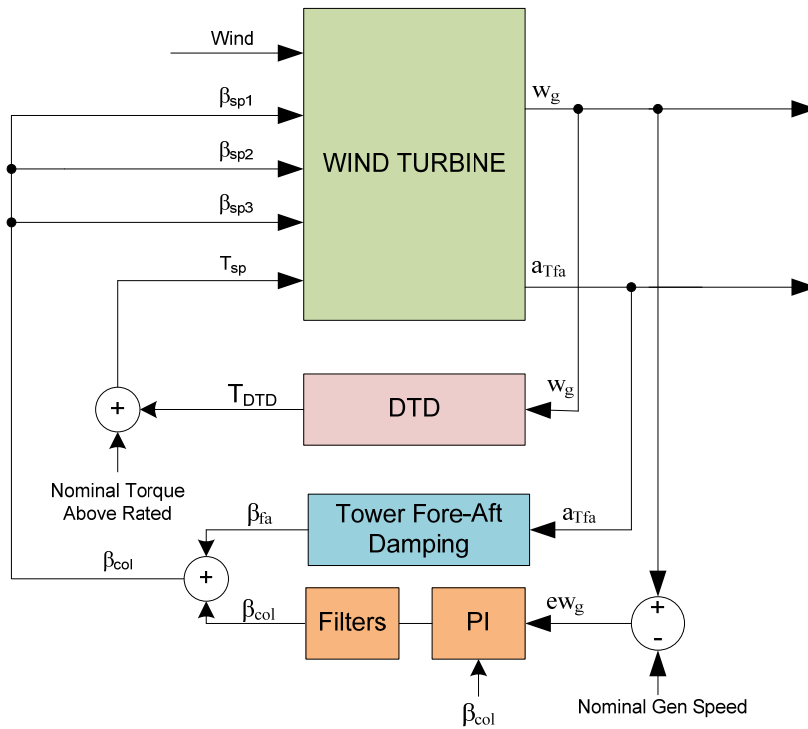 Wind
βsp1
βsp2
βsp3
Tsp
WIND TURBINE
wg
aTfa
TDTD
DTD
wg
+
Nominal Torque
Above Rated
βfa
Tower Fore-Aft
Damping
aTfa
βcol
+
βcol
Filters
PI
ewg
+
-
βcol
Nominal Gen Speed